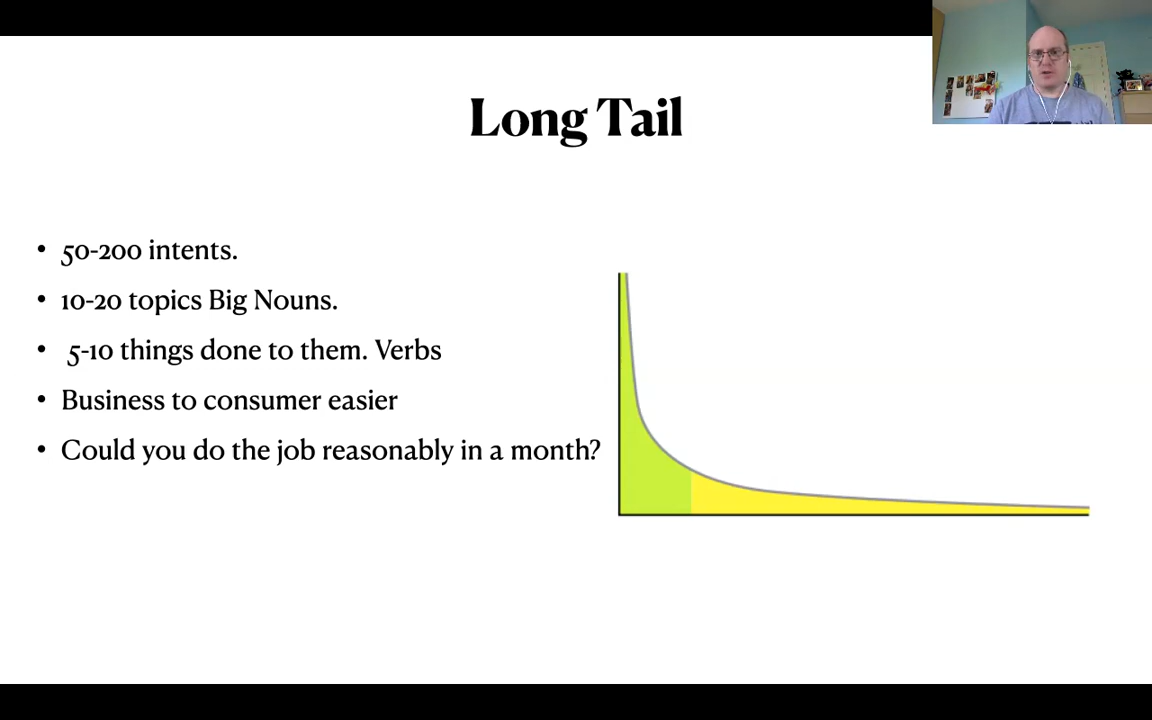 Long Tail
• 50-200 intents.
• 10-20 topics Big Nouns.
• 5-10 things done to them. Verbs
• Business to consumer easier
• Could you do the job reasonably in a month?